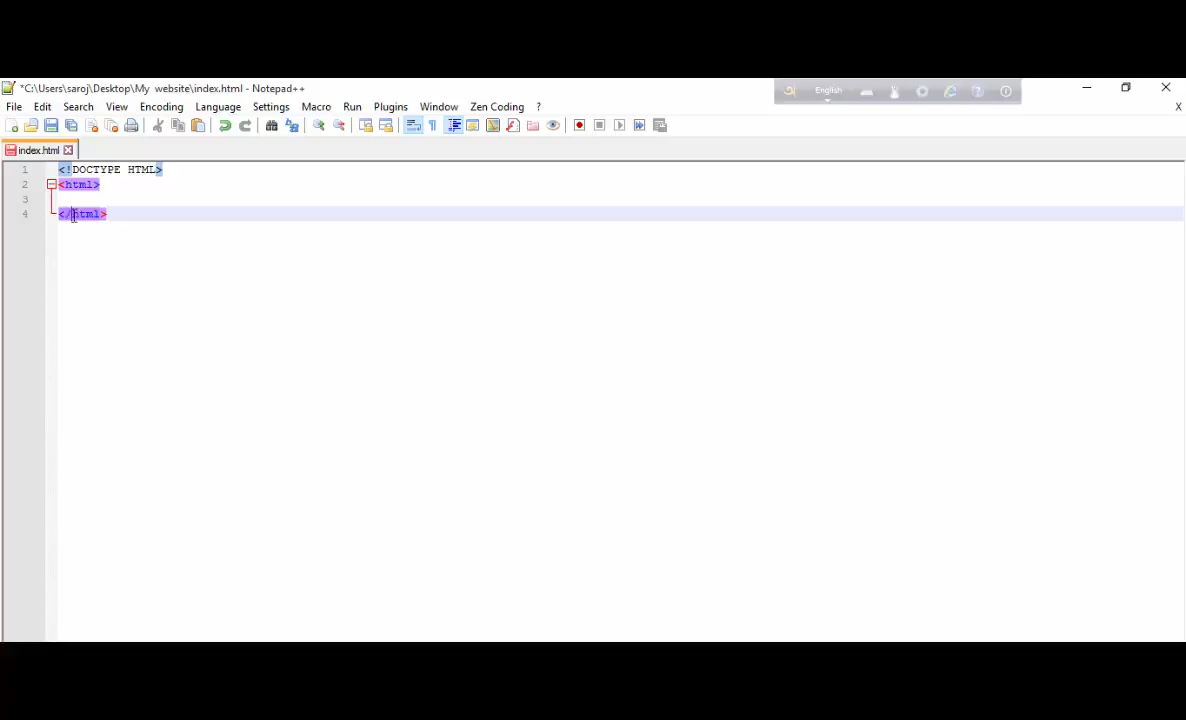 *C:\Users\saroj\Desktop\My  website\index.html - Notepad++
English
File Edit Search View Encoding Language Settings Macro Run Plugins Window Zen Coding ? X
index.html
1 <!DOCTYPE HTML>
2 <html>
3
4 </html>